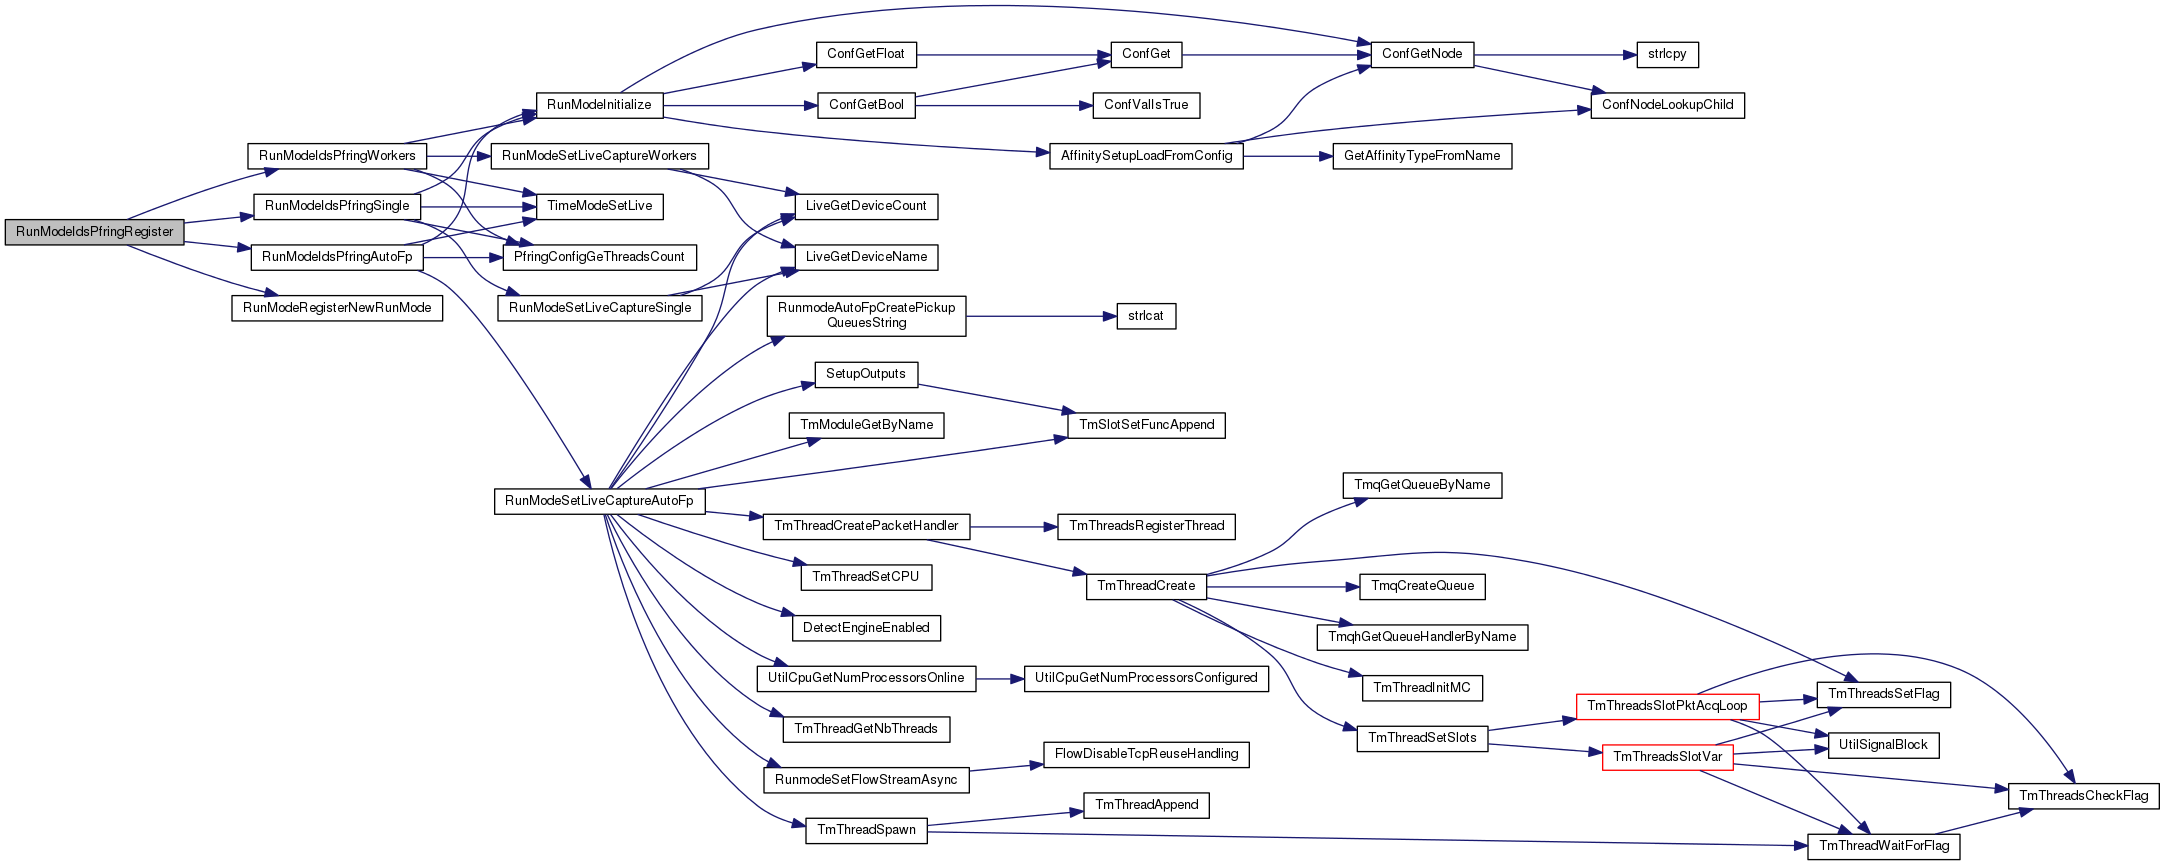 RunModeIdsPfringRegister
RunModeIdsPfringWorkers
RunModeIdsPfringSingle
RunModeIdsPfringAutoFp
RunModeRegisterNewRunMode
RunModeInitialize
RunModeSetLiveCaptureWorkers
TimeModeSetLive
PfringConfigGeThreadsCount
RunModeSetLiveCaptureSingle
RunModeSetLiveCaptureAutoFp
ConfGetFloat
ConfGetBool
LiveGetDeviceCount
LiveGetDeviceName
RunmodeAutoFpCreatePickup
QueuesString
SetupOutputs
TmModuleGetByName
TmThreadCreatePacketHandler
TmThreadSetCPU
DetectEngineEnabled
UtilCpuGetNumProcessorsOnline
TmThreadGetNbThreads
RunmodeSetFlowStreamAsync
TmThreadSpawn
ConfGet
ConfValIsTrue
AffinitySetupLoadFromConfig
strlcat
TmSlotSetFuncAppend
TmThreadsRegisterThread
TmThreadCreate
UtilCpuGetNumProcessorsConfigured
FlowDisableTcpReuseHandling
TmThreadAppend
ConfGetNode
GetAffinityTypeFromName
TmqGetQueueByName
TmqCreateQueue
TmqhGetQueueHandlerByName
TmThreadInitMC
TmThreadSetSlots
strlcpy
ConfNodeLookupChild
TmThreadsSlotPktAcqLoop
TmThreadsSlotVar
TmThreadsSetFlag
UtilSignalBlock
TmThreadWaitForFlag
TmThreadsCheckFlag